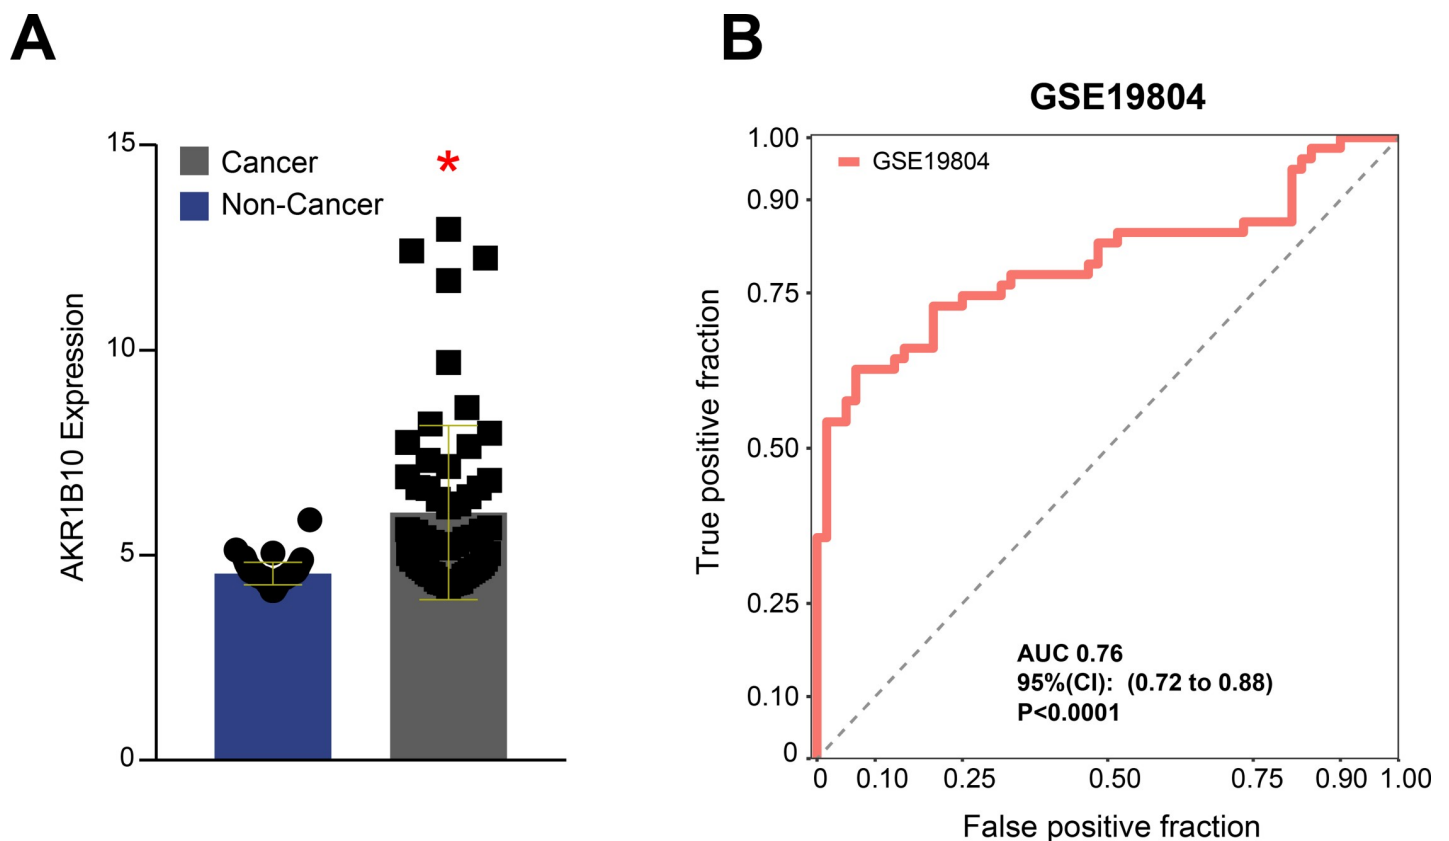 A
15
10
5
0
AKR1B10 Expression
Cancer
Non-Cancer
*
B
GSE19804
GSE19804
1.00
0.90
0.75
0.50
0.25
0.10
0
True positive fraction
AUC 0.76
95%(CI): (0.72 to 0.88)
P<0.0001
0 0.10 0.25 0.50 0.75 0.90 1.00
False positive fraction